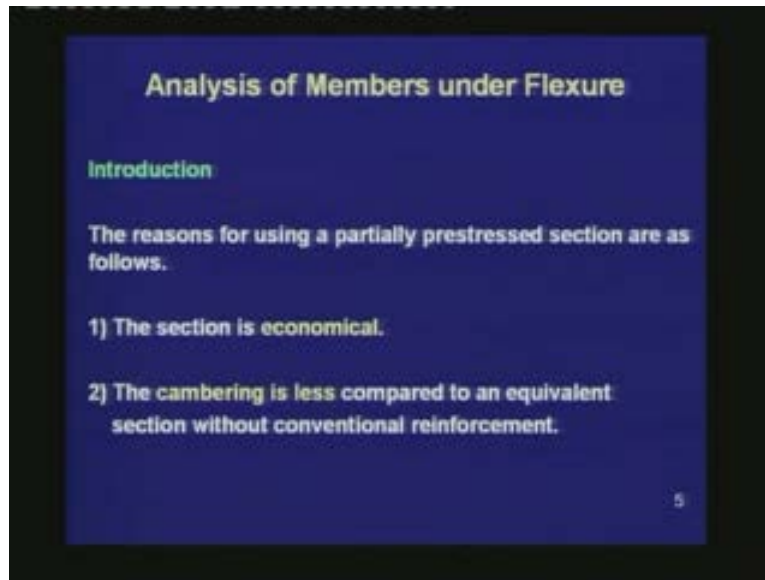 Analysis of Members under Flexure
Introduction
The reasons for using a partially prestressed section are as
follows.
1) The section is economical.
2) The cambering is less compared to an equivalent
section without conventional reinforcement.
5